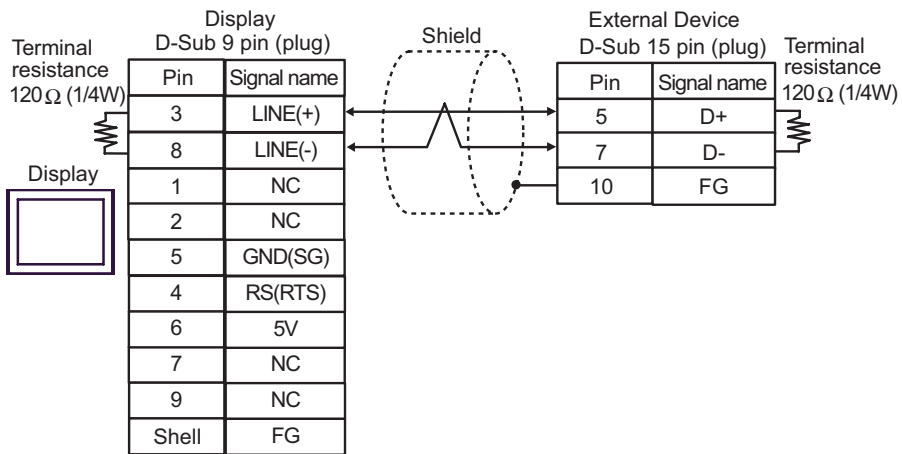 Display
D-Sub 9 pin (plug)
Terminal
resistance
120Ω (1/4W)
Pin Signal name
3 LINE(+)
8 LINE(-)
1 NC
2 NC
5 GND(SG)
4 RS(RTS)
6 5V
7 NC
9 NC
Shell FG
Display
Shield
External Device
D-Sub 15 pin (plug)
Pin Signal name
5 D+
7 D-
10 FG
Terminal
resistance
120Ω (1/4W)